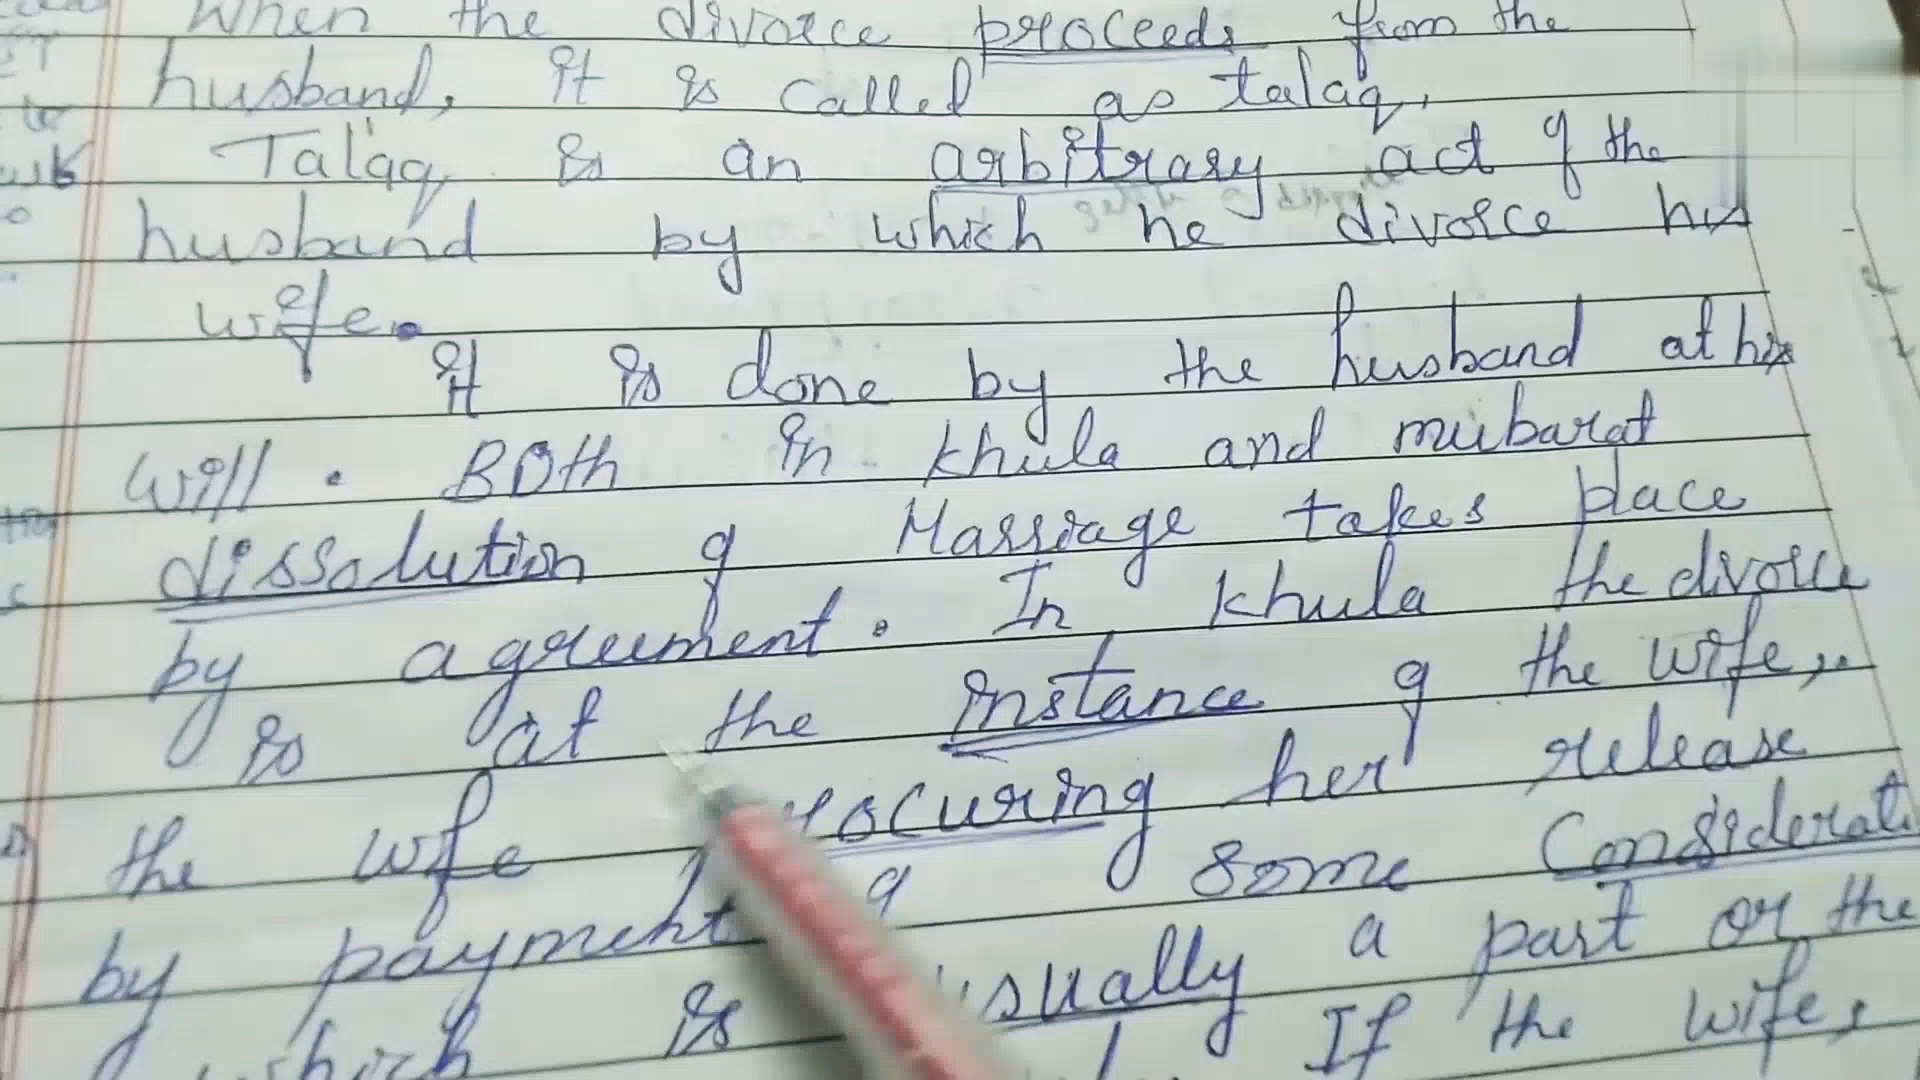 When the divorce proceeds from the
husband, it is called as talaq,
Talaq is an arbitrary act of the
husband by which he divorce his
wife.
It is done by the husband at his
will. Both in khula and mubarat
dissolution of Marriage takes place
by agreement. In khula the divorce
is at the instance of the wife,
the wife procuring her release
by payment of some Considerati
which is usually a part or the
If the wife,